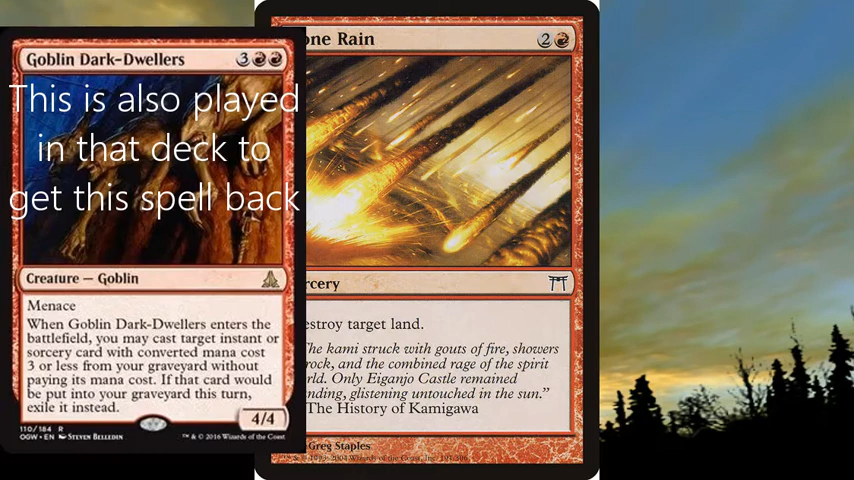 Goblin Dark-Dwellers 3
This is also played
in that deck to
get this spell back
Creature — Goblin
Menace
When Goblin Dark-Dwellers enters the
battlefield, you may cast target instant or
sorcery card with converted mana cost
3 or less from your graveyard without
paying its mana cost. If that card would
be put into your graveyard this turn,
exile it instead.
4/4
110/184 R
OGW • EN Steven Belledin
™ & © 2016 Wizards of the Coast
one Rain 2
rcery
estroy target land.
The kami struck with gouts of fire, showers
rock, and the combined rage of the spirit
rld. Only Eiganjo Castle remained
nding, glistening untouched in the sun."
The History of Kamigawa
Greg Staples